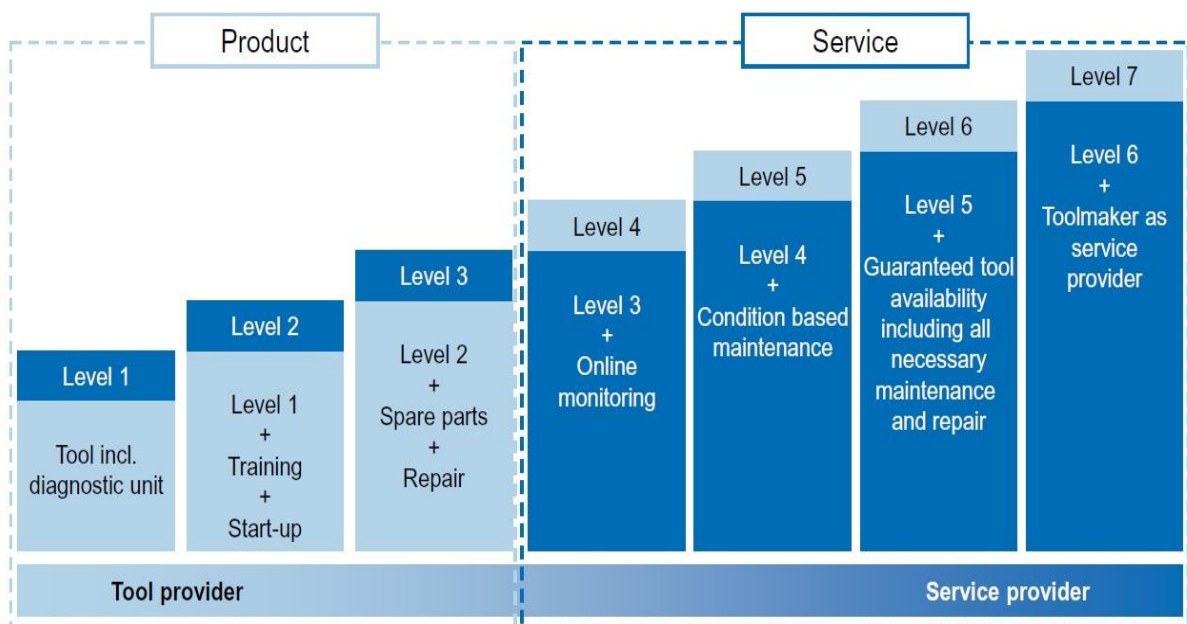 Product
Service
Level 1
Tool incl.
diagnostic unit
Level 2
Level 1
+
Training
+
Start-up
Level 3
Level 2
+
Spare parts
+
Repair
Level 4
Level 3
+
Online
monitoring
Level 5
Level 4
+
Condition based
maintenance
Level 6
Level 5
+
Guaranteed tool
availability
including all
necessary
maintenance
and repair
Level 7
Level 6
+
Toolmaker as
service
provider
Tool provider
Service provider